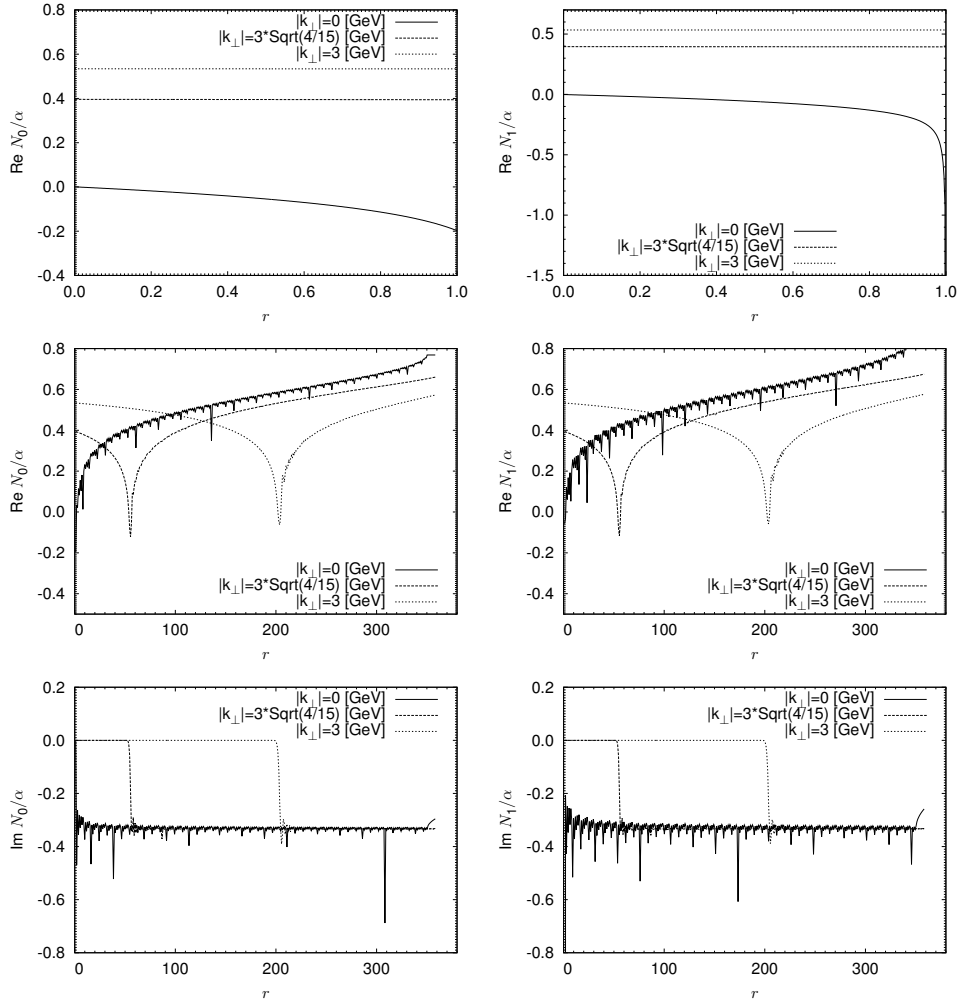 0.8
0.6
0.4
0.2
0.0
-0.2
-0.4
0.0 0.2 0.4 0.6 0.8 1.0
r
Re N₀/α
|k⊥|=0 [GeV]
|k⊥|=3*Sqrt(4/15) [GeV]
|k⊥|=3 [GeV]
0.5
0.0
-0.5
-1.0
-1.5
0.0 0.2 0.4 0.6 0.8 1.0
r
Re N₁/α
|k⊥|=0 [GeV]
|k⊥|=3*Sqrt(4/15) [GeV]
|k⊥|=3 [GeV]
0.8
0.6
0.4
0.2
0.0
-0.2
-0.4
0 100 200 300
r
Re N₀/α
|k⊥|=0 [GeV]
|k⊥|=3*Sqrt(4/15) [GeV]
|k⊥|=3 [GeV]
0.8
0.6
0.4
0.2
0.0
-0.2
-0.4
0 100 200 300
r
Re N₁/α
|k⊥|=0 [GeV]
|k⊥|=3*Sqrt(4/15) [GeV]
|k⊥|=3 [GeV]
0.2
0.0
-0.2
-0.4
-0.6
-0.8
0 100 200 300
r
Im N₀/α
|k⊥|=0 [GeV]
|k⊥|=3*Sqrt(4/15) [GeV]
|k⊥|=3 [GeV]
0.2
0.0
-0.2
-0.4
-0.6
-0.8
0 100 200 300
r
Im N₁/α
|k⊥|=0 [GeV]
|k⊥|=3*Sqrt(4/15) [GeV]
|k⊥|=3 [GeV]